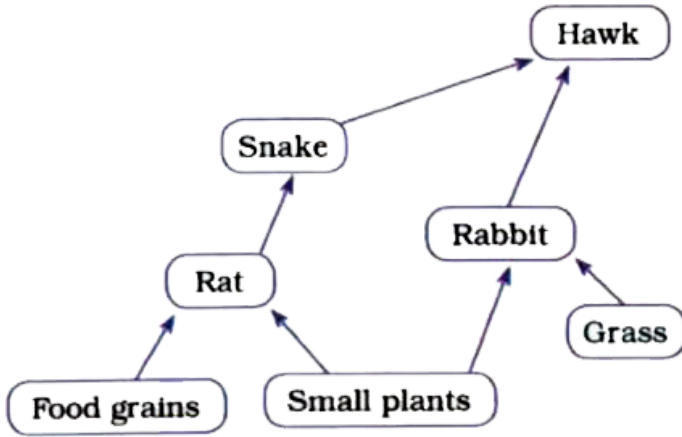 Hawk
Snake
Rabbit
Rat
Grass
Food grains
Small plants